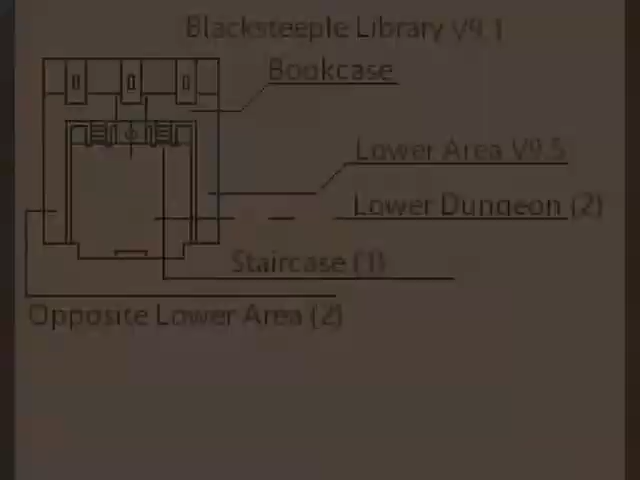 Blacksteeple Library V9.1
Bookcase
Lower Area V9.5
Lower Dungeon (2)
Staircase (1)
Opposite Lower Area (2)